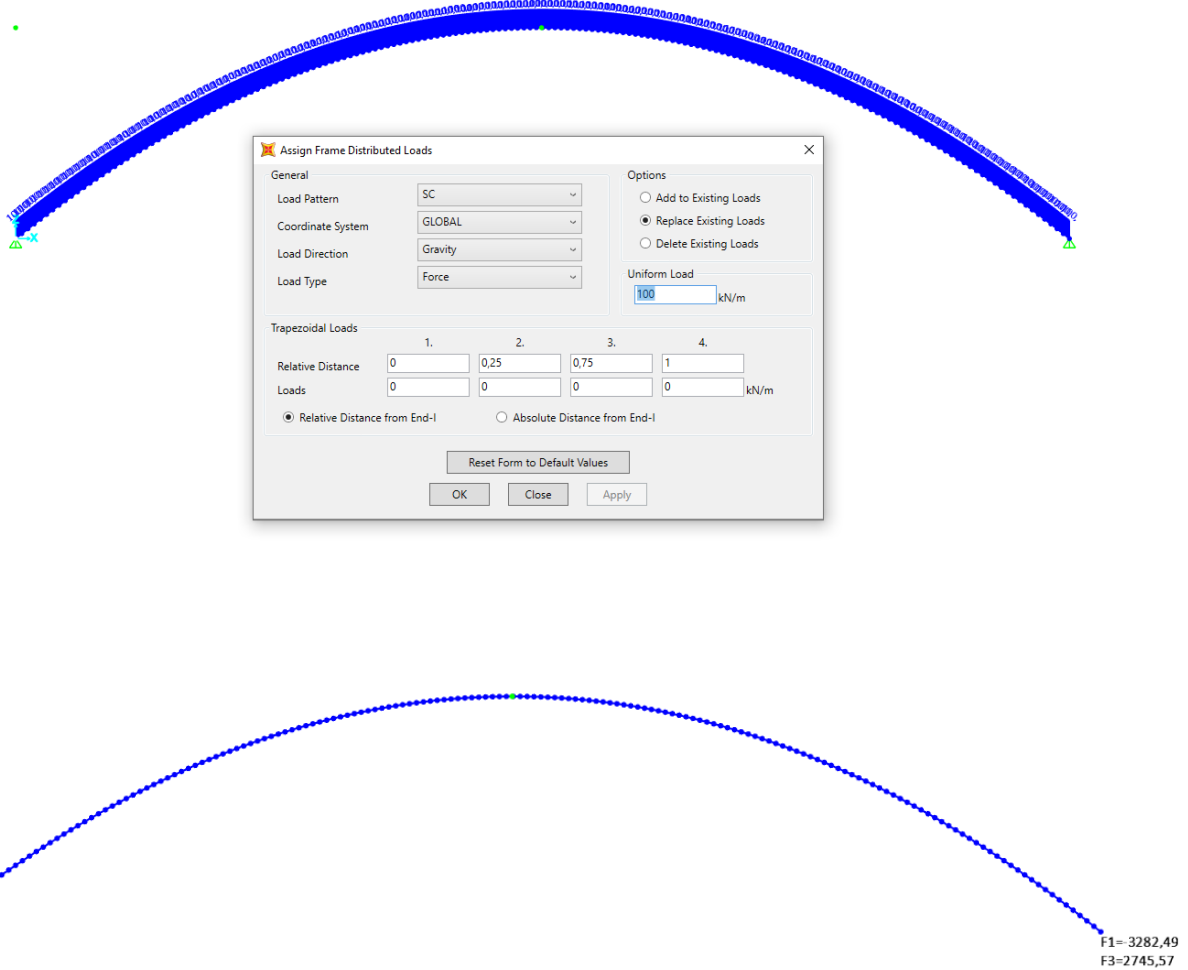 X
Assign Frame Distributed Loads
General
Load Pattern SC
Coordinate System GLOBAL
Load Direction Gravity
Load Type Force
Options
Add to Existing Loads
Replace Existing Loads
Delete Existing Loads
Uniform Load
100 kN/m
Trapezoidal Loads
1. 2. 3. 4.
Relative Distance 0 0,25 0,75 1
Loads 0 0 0 0 kN/m
Relative Distance from End-I Absolute Distance from End-I
Reset Form to Default Values
OK Close Apply
F1=-3282,49
F3=2745,57